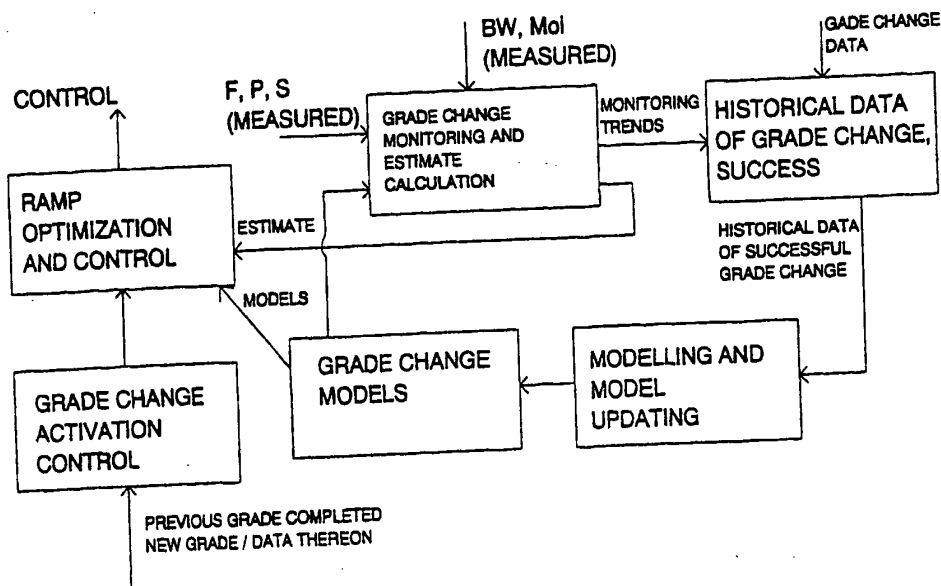 BW, Moi
(MEASURED)
GADE CHANGE
DATA
CONTROL
F, P, S
(MEASURED)
GRADE CHANGE
MONITORING AND
ESTIMATE
CALCULATION
MONITORING
TRENDS
HISTORICAL DATA
OF GRADE CHANGE,
SUCCESS
RAMP
OPTIMIZATION
AND CONTROL
ESTIMATE
HISTORICAL DATA
OF SUCCESSFUL
GRADE CHANGE
MODELS
GRADE CHANGE
MODELS
MODELLING AND
MODEL
UPDATING
GRADE CHANGE
ACTIVATION
CONTROL
PREVIOUS GRADE COMPLETED
NEW GRADE / DATA THEREON